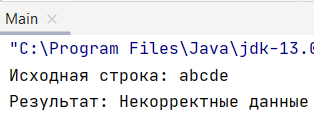 Main
"C:\Program Files\Java\jdk-13.0
Исходная строка: abcde
Результат: Некорректные данные